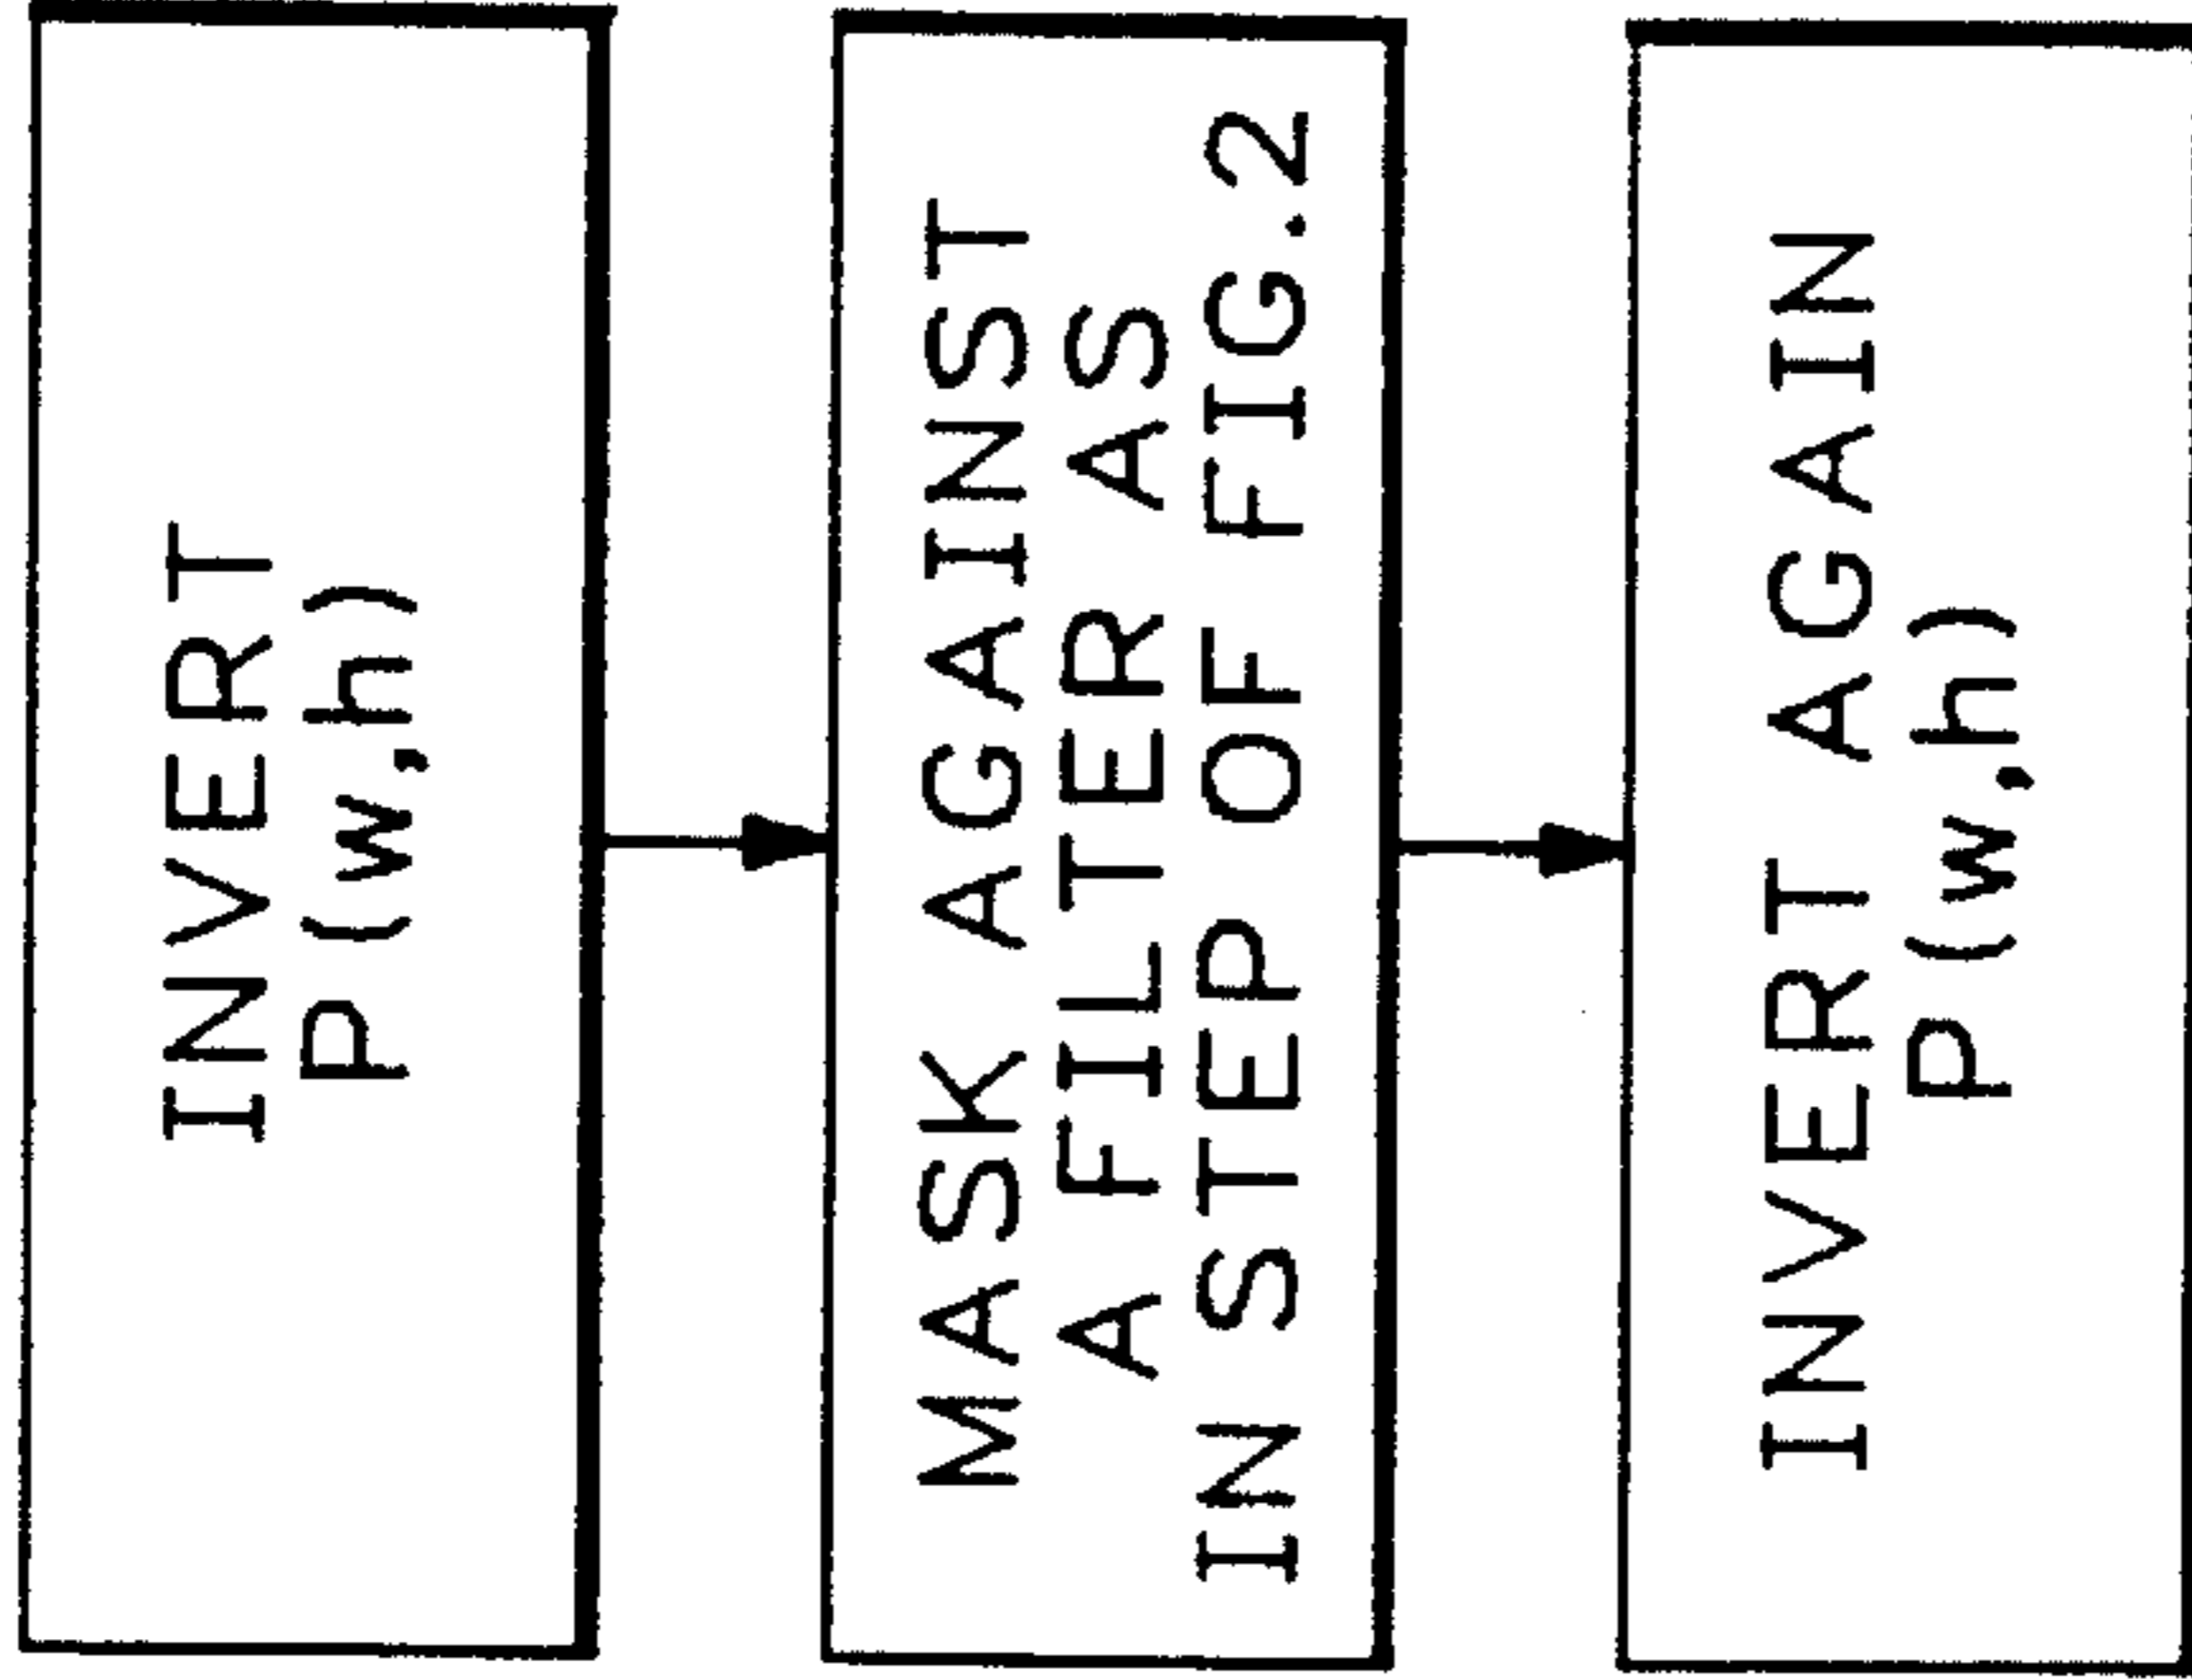 INVERT
P(w,h)
MASK AGAINST
A FILTER AS
IN STEP OF FIG.2
INVERT AGAIN
P(w,h)